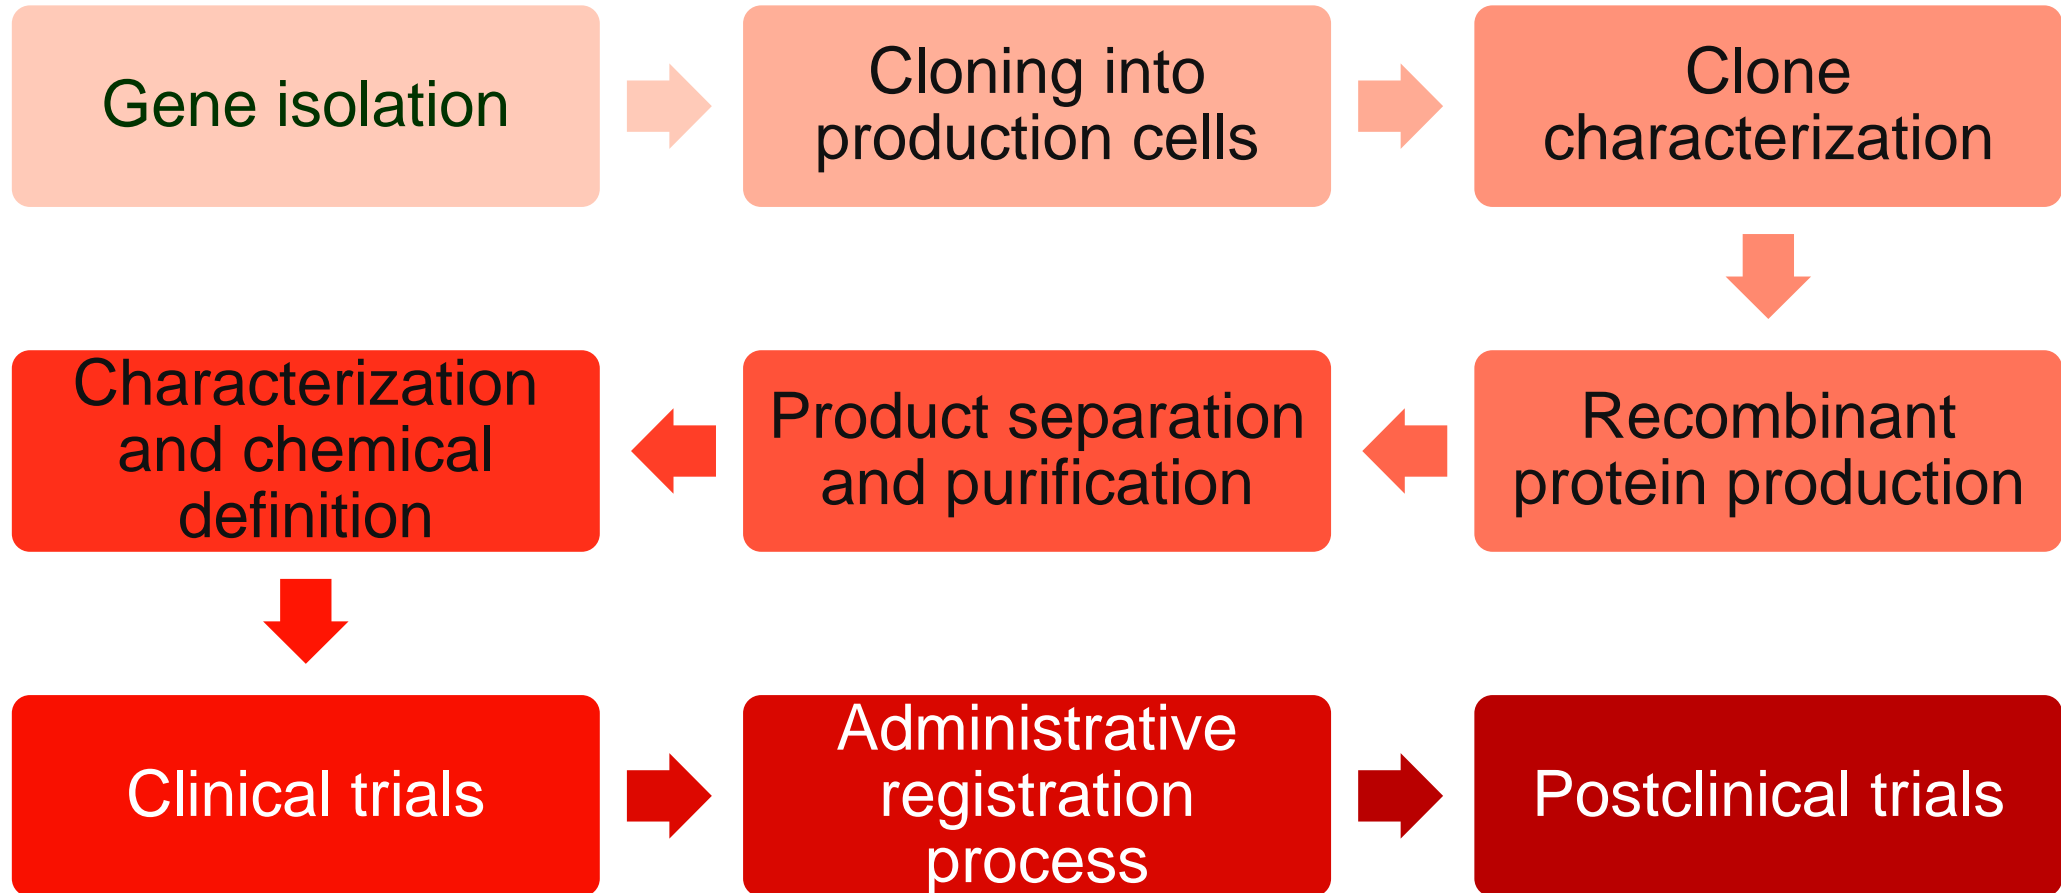 Gene isolation
Cloning into
production cells
Clone
characterization
Recombinant
protein production
Product separation
and purification
Characterization
and chemical
definition
Clinical trials
Administrative
registration
process
Postclinical trials